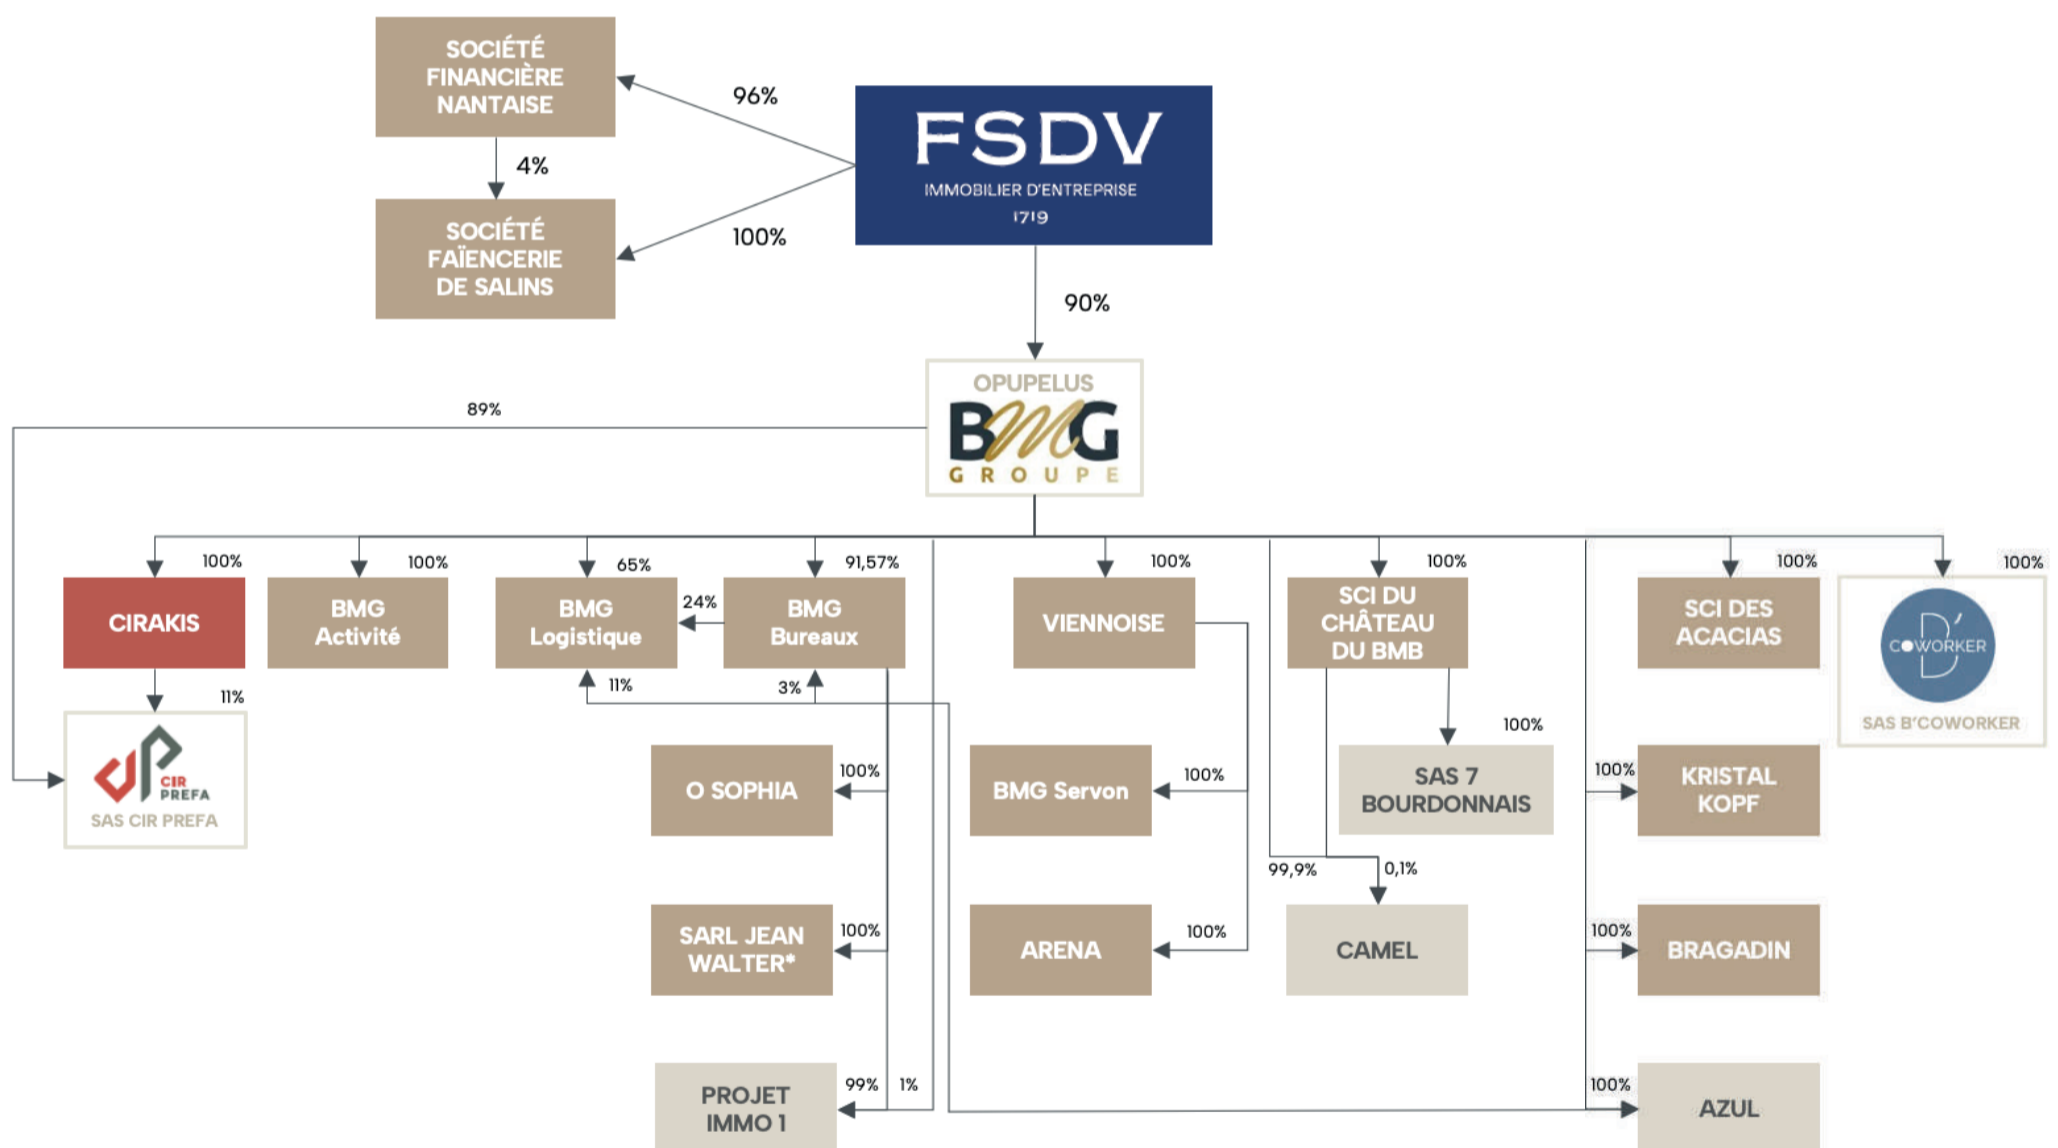 SOCIÉTÉ
FINANCIÈRE
NANTAISE
96%
FSDV
IMMOBILIER D'ENTREPRISE
1719
4%
SOCIÉTÉ
FAÏENCERIE
DE SALINS
100%
90%
OPUPELUS
BMG
GROUPE
89%
100%
100%
65%
91,57%
100%
100%
100%
100%
CIRAKIS
BMG
Activité
BMG
Logistique
24%
BMG
Bureaux
VIENNOISE
SCI DU
CHÂTEAU
DU BMB
SCI DES
ACACIAS
B'
COWORKER
SAS B'COWORKER
11%
11%
3%
CIR
PREFA
SAS CIR PREFA
O SOPHIA
100%
BMG Servon
100%
100%
SAS 7
BOURDONNAIS
100%
KRISTAL
KOPF
99,9%
0,1%
SARL JEAN
WALTER*
100%
ARENA
100%
CAMEL
100%
BRAGADIN
PROJET
IMMO 1
99%
1%
100%
AZUL